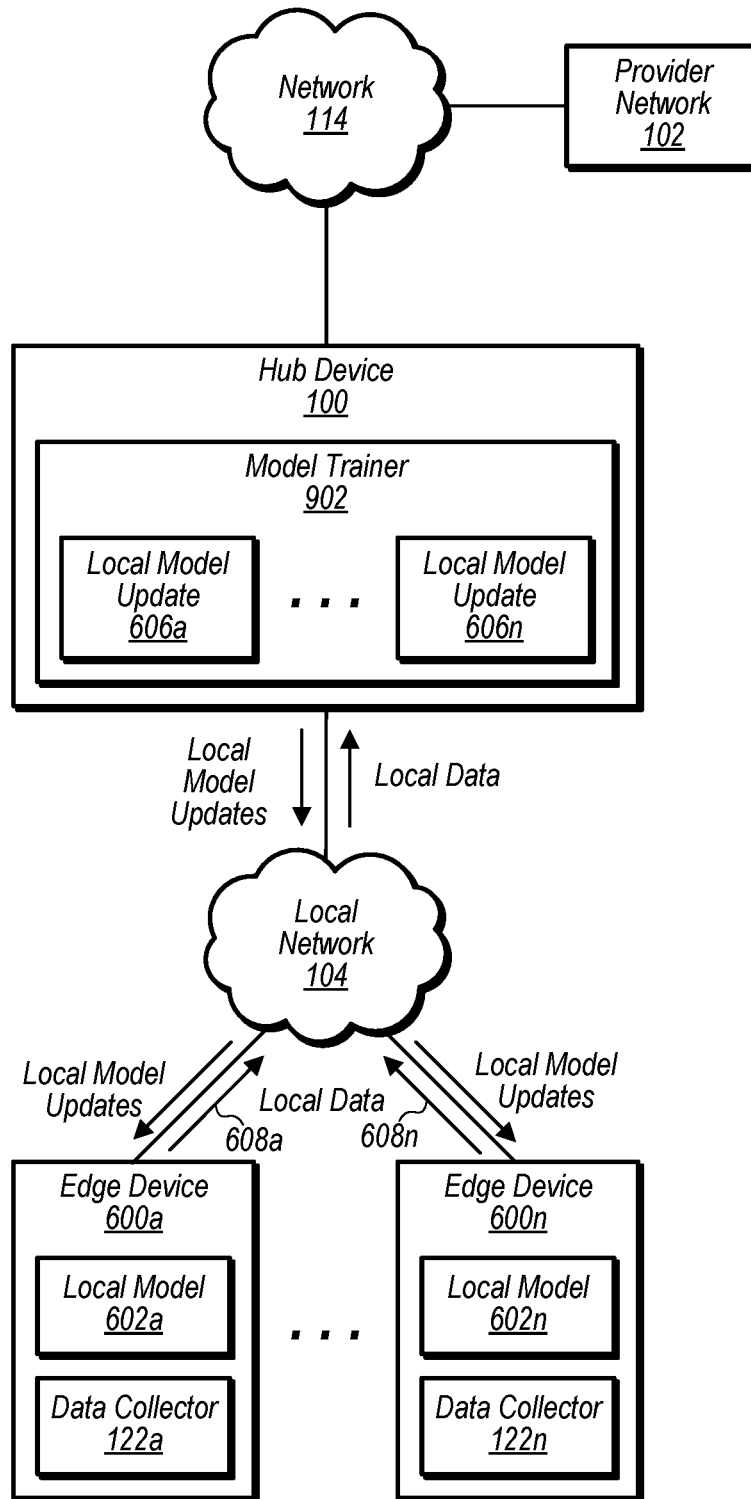 Network
114
Provider
Network
102
Hub Device
100
Model Trainer
902
Local Model
Update
606a
. . .
Local Model
Update
606n
Local
Model
Updates
Local Data
Local
Network
104
Local Model
Updates
Local Data
608a
608n
Local Model
Updates
Edge Device
600a
Local Model
602a
Data Collector
122a
. . .
Edge Device
600n
Local Model
602n
Data Collector
122n